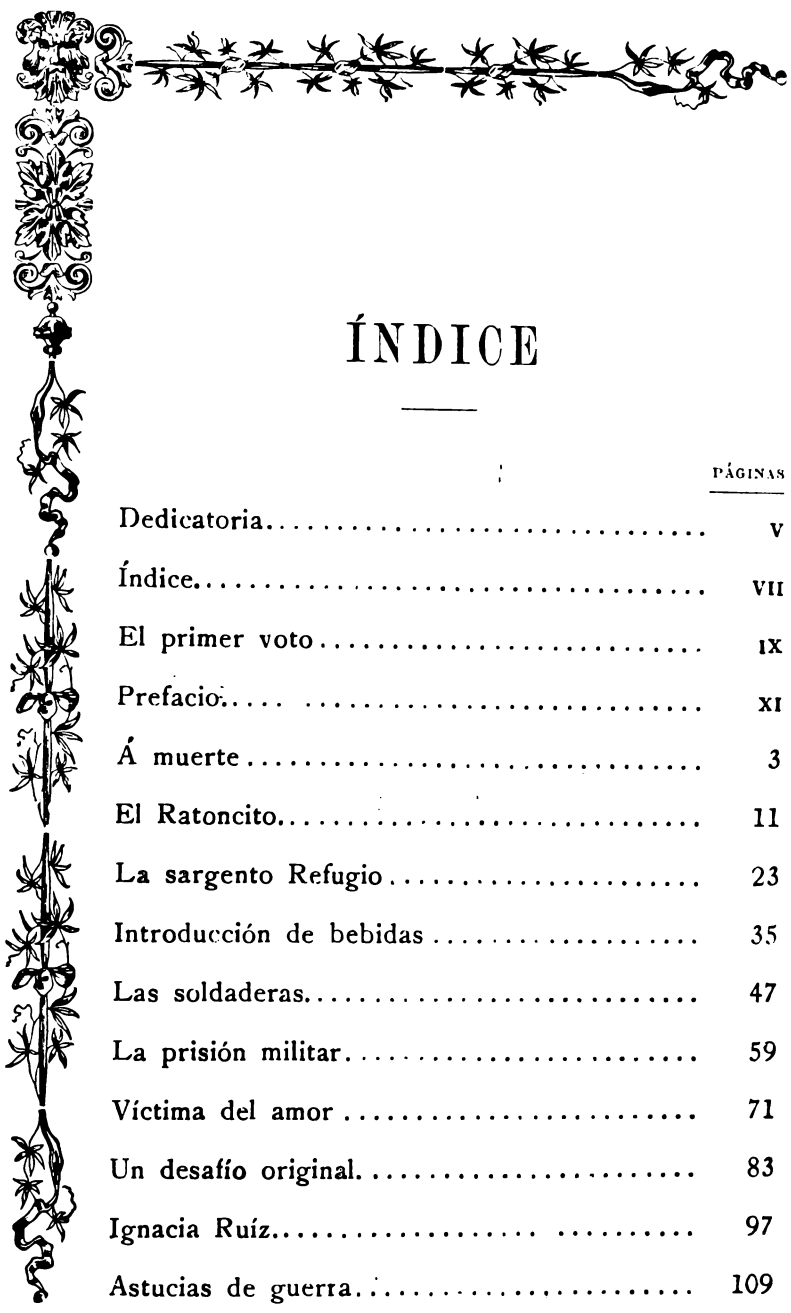 ÍNDICE
PÁGINAS
Dedicatoria.................................. V
Índice....................................... VII
El primer voto............................... IX
Prefacio..................................... XI
Á muerte..................................... 3
El Ratoncito................................. 11
La sargento Refugio.......................... 23
Introducción de bebidas...................... 35
Las soldaderas............................... 47
La prisión militar........................... 59
Víctima del amor............................. 71
Un desafío original.......................... 83
Ignacia Ruíz................................. 97
Astucias de guerra........................... 109